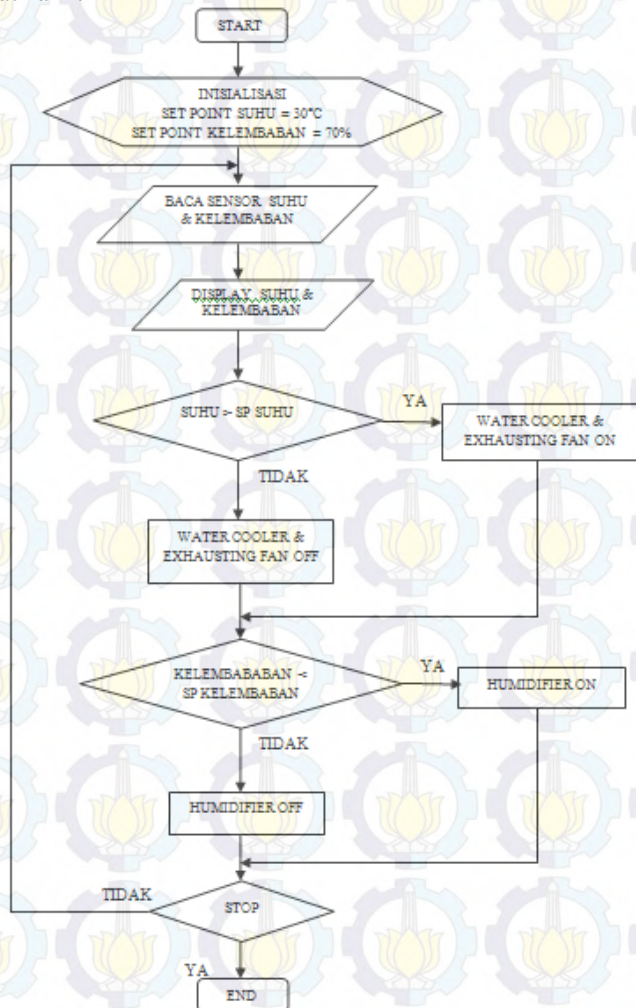 START
INISIALISASI
SET POINT SUHU = 30°C
SET POINT KELEMBABAN = 70%
BACA SENSOR SUHU
& KELEMBABAN
DISPLAY SUHU &
KELEMBABAN
SUHU > SP SUHU
YA
WATER COOLER &
EXHAUSTING FAN ON
TIDAK
WATER COOLER &
EXHAUSTING FAN OFF
KELEMBABABAN <
SP KELEMBABAN
YA
HUMIDIFIER ON
TIDAK
HUMIDIFIER OFF
TIDAK
STOP
YA
END